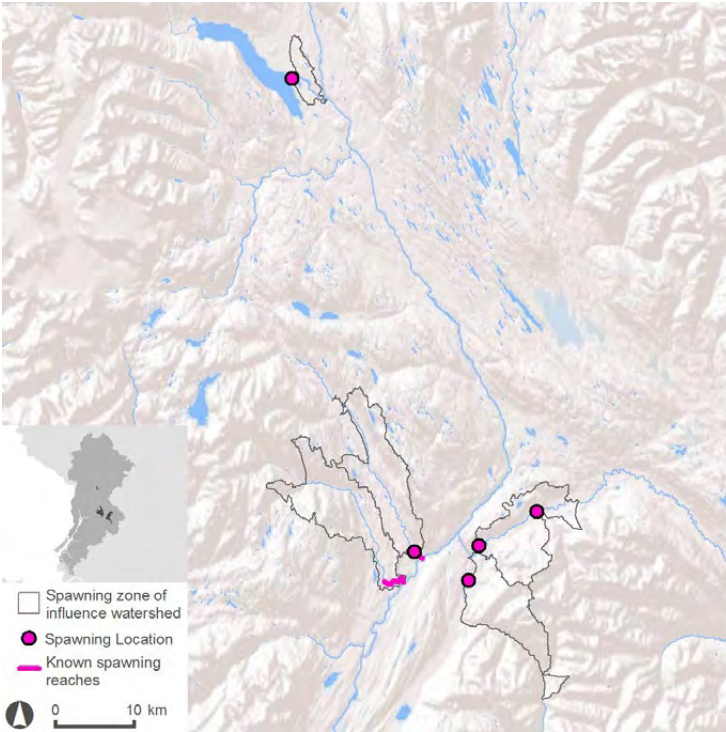 Spawning zone of
influence watershed
Spawning Location
Known spawning
reaches
0 10 km